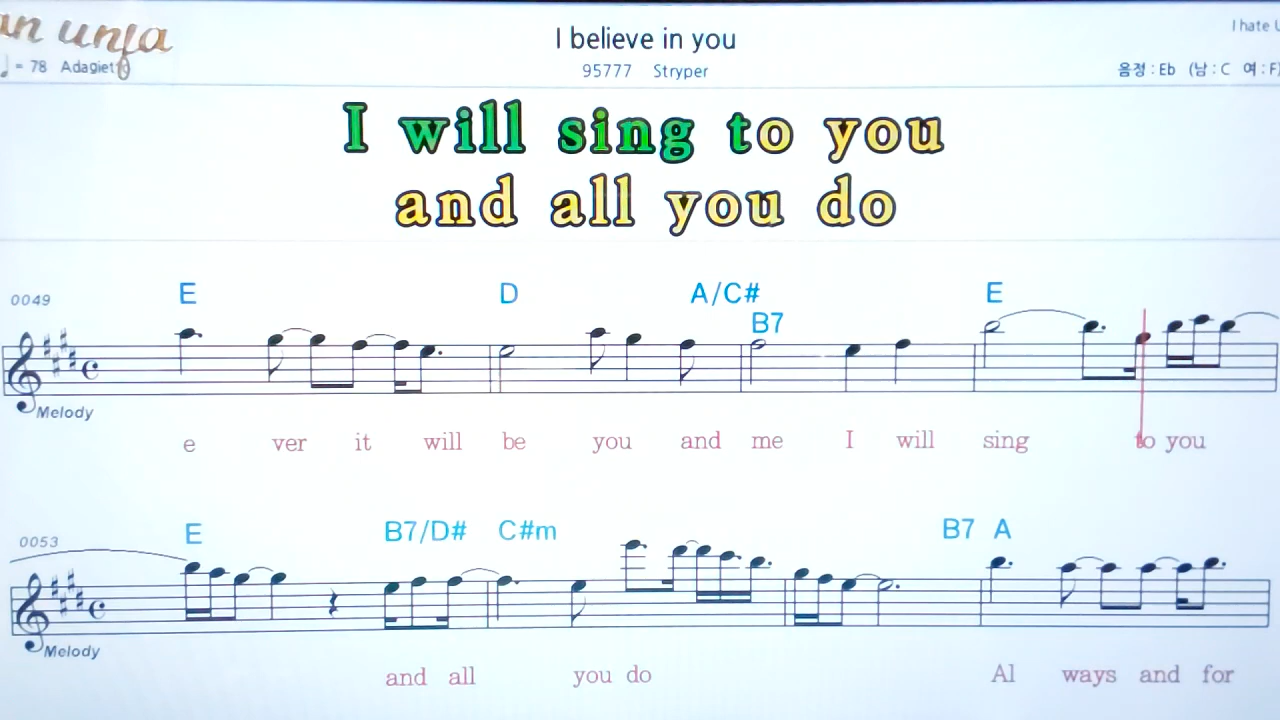 I believe in you
I hate
= 78 Adagietto
95777 Stryper
음정 : Eb (남 : C 여 : F)
I will sing to you
and all you do
0049
E D A/C# E
B7
Melody
e ver it will be you and me I will sing to you
0053
E B7/D# C#m B7 A
Melody
and all you do Al ways and for